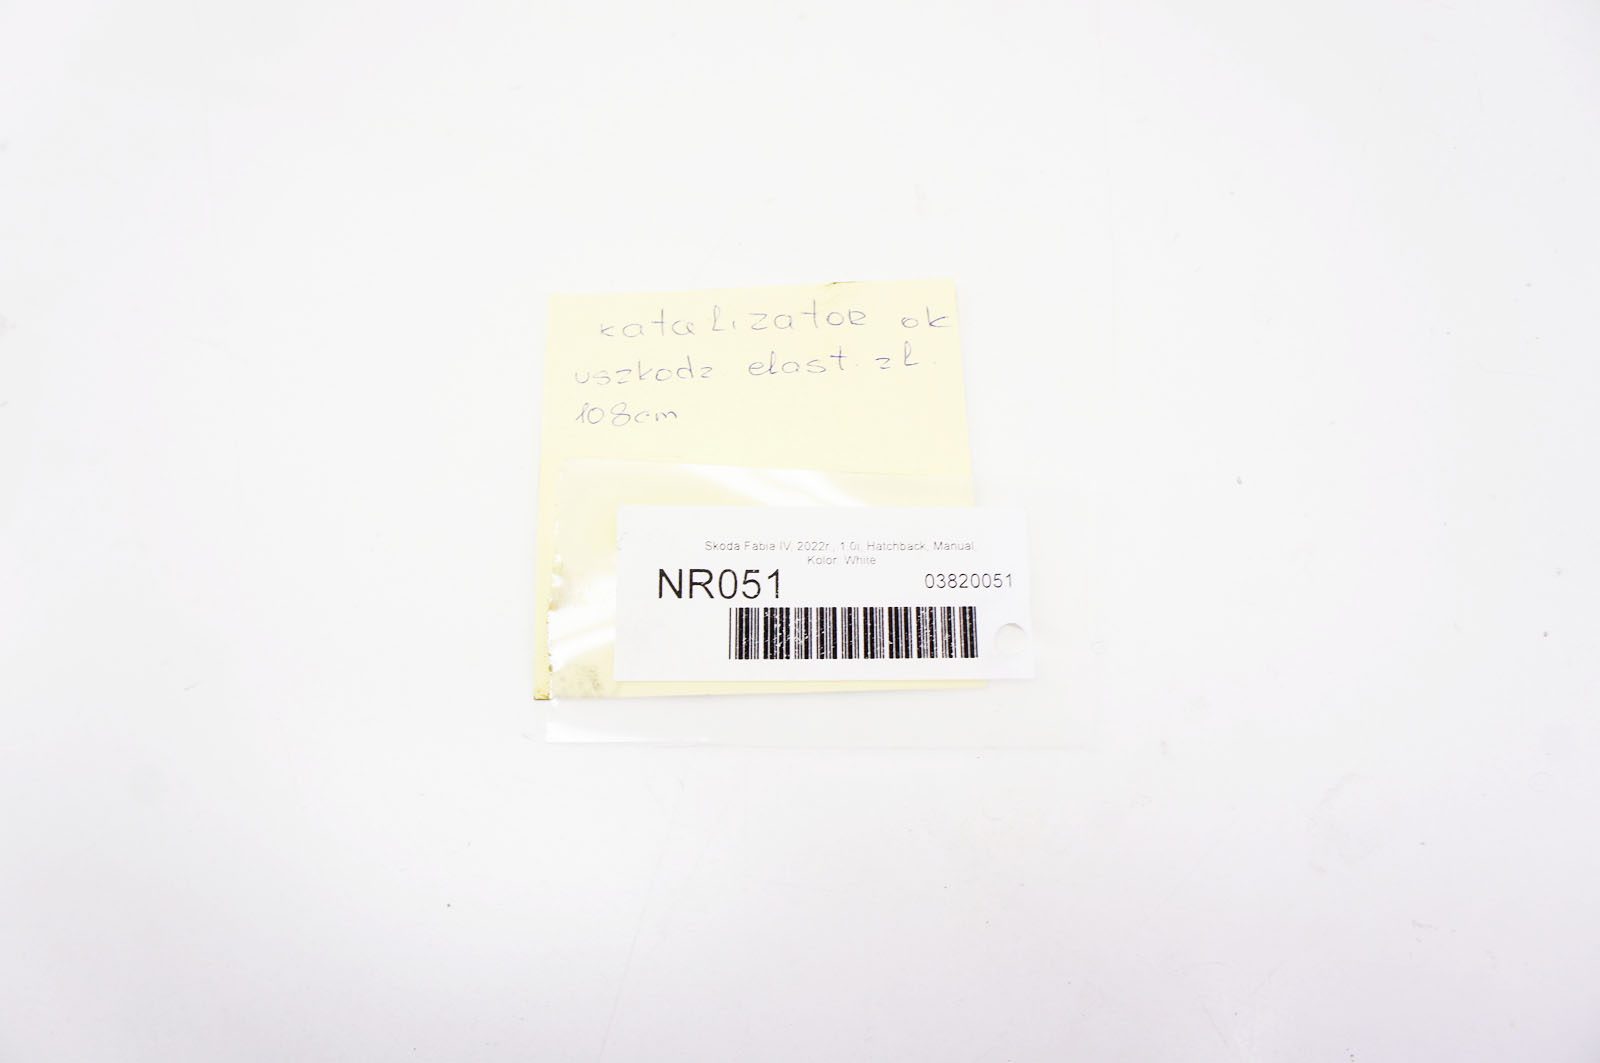 katalizator ok
uszkodz. elast. zł.
108cm
Skoda Fabia IV, 2022r., 1.0i, Hatchback, Manual,
Kolor: White
NR051
03820051